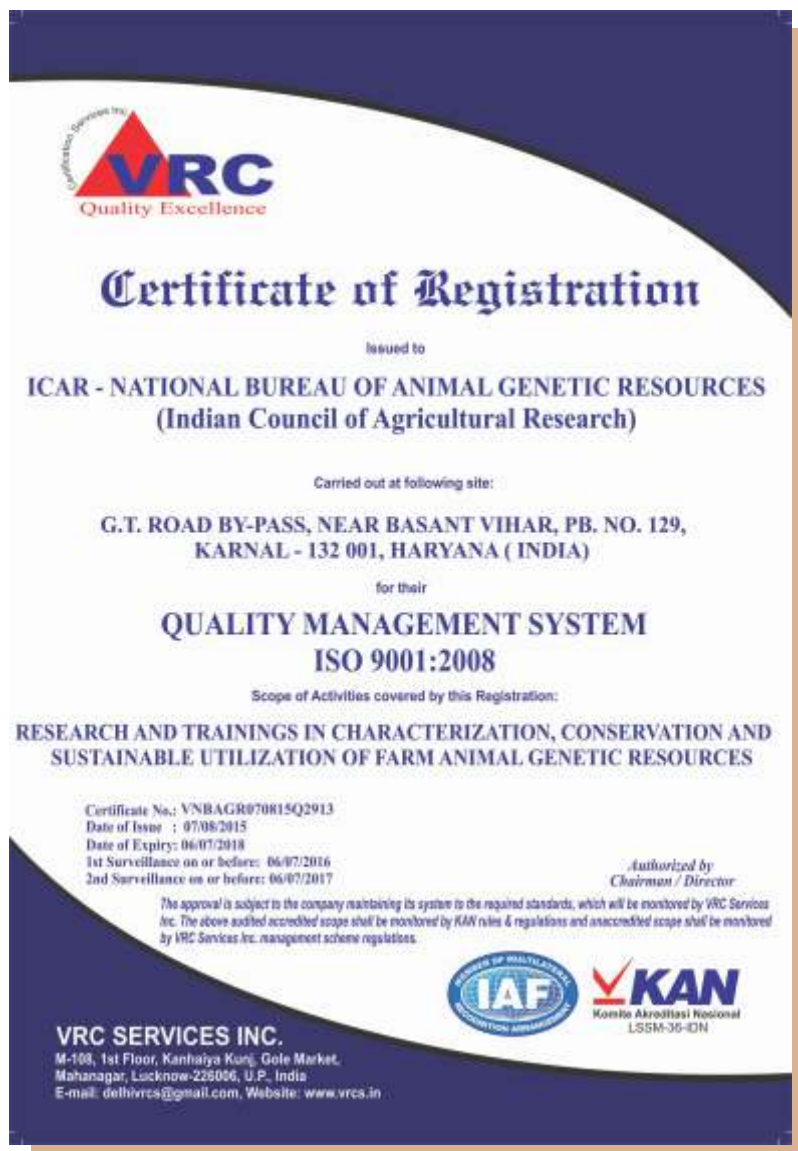 Certification Services Inc
VRC
Quality Excellence
Certificate of Registration
Issued to
ICAR - NATIONAL BUREAU OF ANIMAL GENETIC RESOURCES
(Indian Council of Agricultural Research)
Carried out at following site:
G.T. ROAD BY-PASS, NEAR BASANT VIHAR, PB. NO. 129,
KARNAL - 132 001, HARYANA ( INDIA)
for their
QUALITY MANAGEMENT SYSTEM
ISO 9001:2008
Scope of Activities covered by this Registration:
RESEARCH AND TRAININGS IN CHARACTERIZATION, CONSERVATION AND
SUSTAINABLE UTILIZATION OF FARM ANIMAL GENETIC RESOURCES
Certificate No.: VNBAGR070815Q2913
Date of Issue : 07/08/2015
Date of Expiry: 06/07/2018
1st Surveillance on or before: 06/07/2016
2nd Surveillance on or before: 06/07/2017
Authorized by
Chairman / Director
The approval is subject to the company maintaining its system to the required standards, which will be monitored by VRC Services
Inc. The above audited accredited scope shall be monitored by KAN rules & regulations and unaccredited scope shall be monitored
by VRC Services Inc. management scheme regulations.
MEMBER OF MULTILATERAL
IAF
RECOGNITION ARRANGEMENT
KAN
Komite Akreditasi Nasional
LSSM-36-IDN
VRC SERVICES INC.
M-108, 1st Floor, Kanhaiya Kunj, Gole Market,
Mahanagar, Lucknow-226006, U.P., India
E-mail: delhivrcs@gmail.com, Website: www.vrcs.in